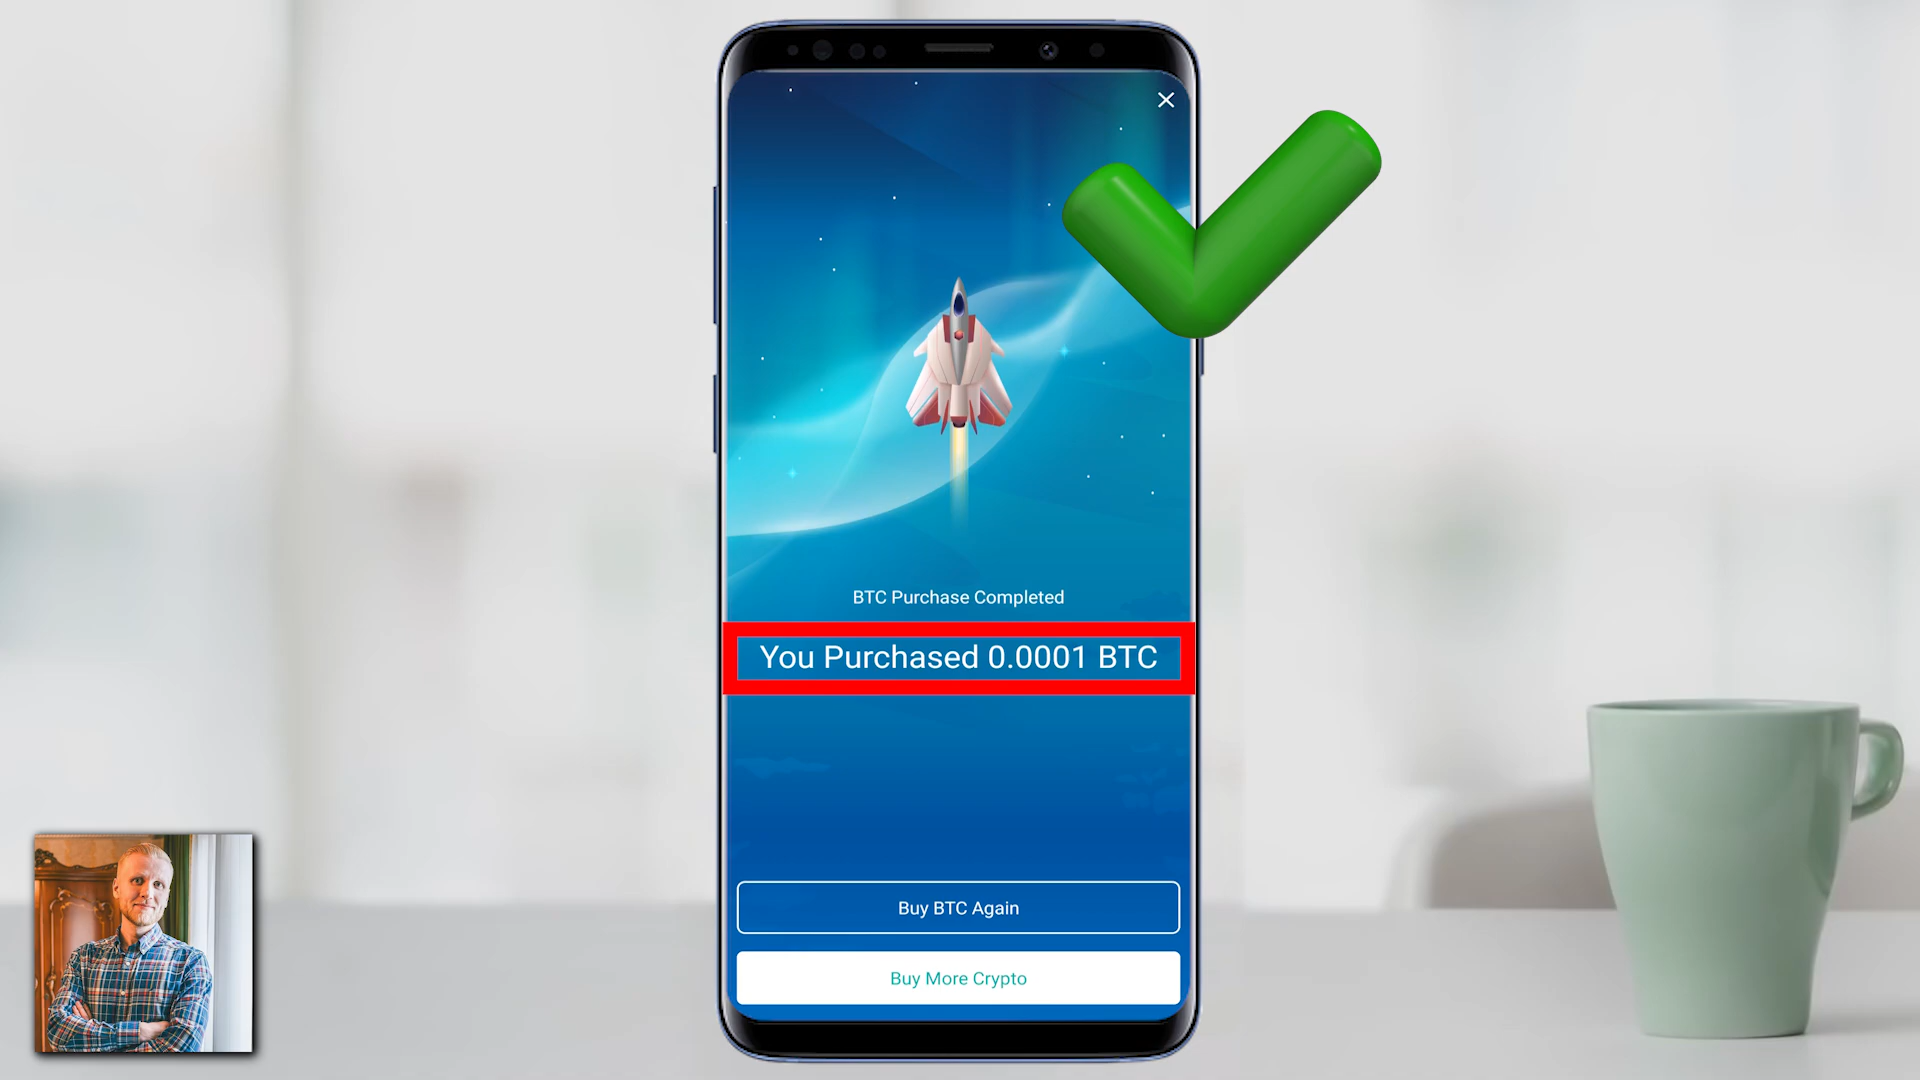 BTC Purchase Completed
You Purchased 0.0001 BTC
Buy BTC Again
Buy More Crypto